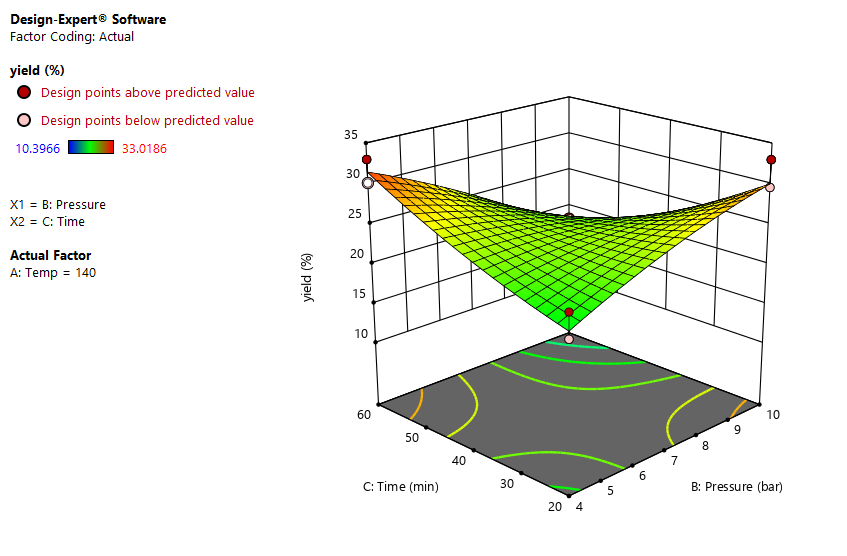 Design-Expert® Software
Factor Coding: Actual
yield (%)
Design points above predicted value
Design points below predicted value
10.3966 33.0186
X1 = B: Pressure
X2 = C: Time
Actual Factor
A: Temp = 140
35
30
25
20
15
10
yield (%)
60
50
40
30
20
C: Time (min)
4
5
6
7
8
9
10
B: Pressure (bar)